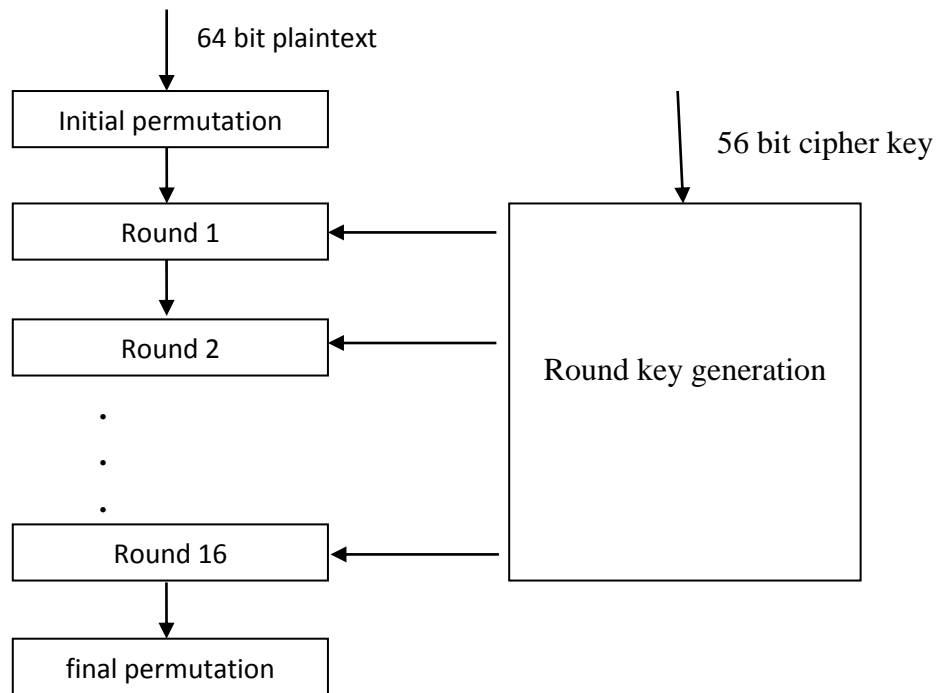 64 bit plaintext
Initial permutation
56 bit cipher key
Round 1
Round 2
Round key generation
Round 16
final permutation